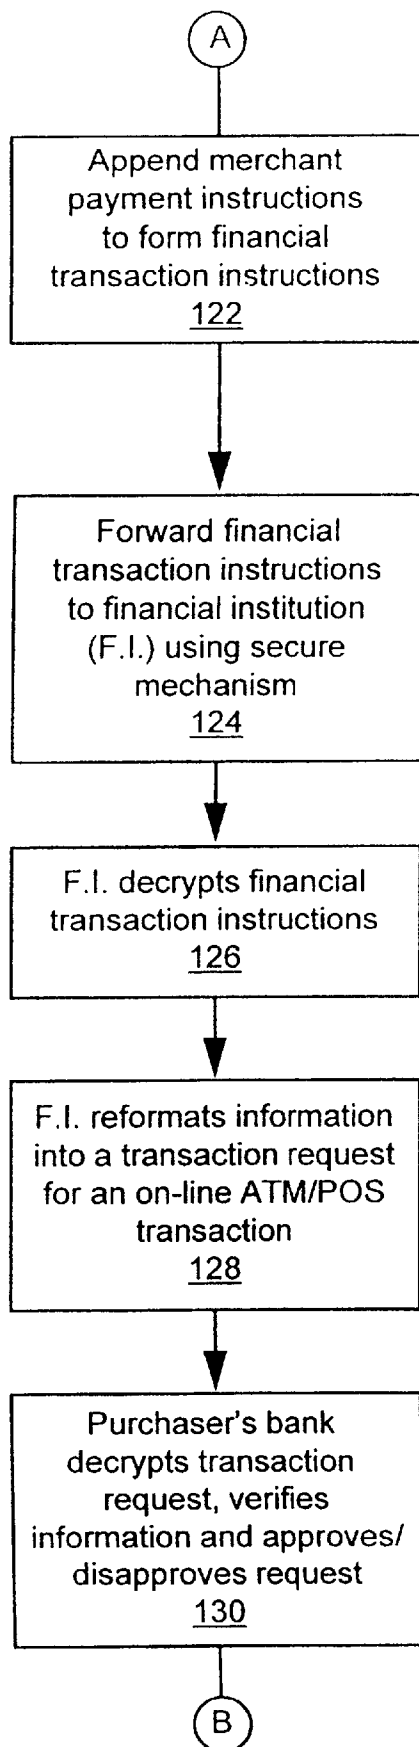 A
Append merchant
payment instructions
to form financial
transaction instructions
122
Forward financial
transaction instructions
to financial institution
(F.I.) using secure
mechanism
124
F.I. decrypts financial
transaction instructions
126
F.I. reformats information
into a transaction request
for an on-line ATM/POS
transaction
128
Purchaser's bank
decrypts transaction
request, verifies
information and approves/
disapproves request
130
B